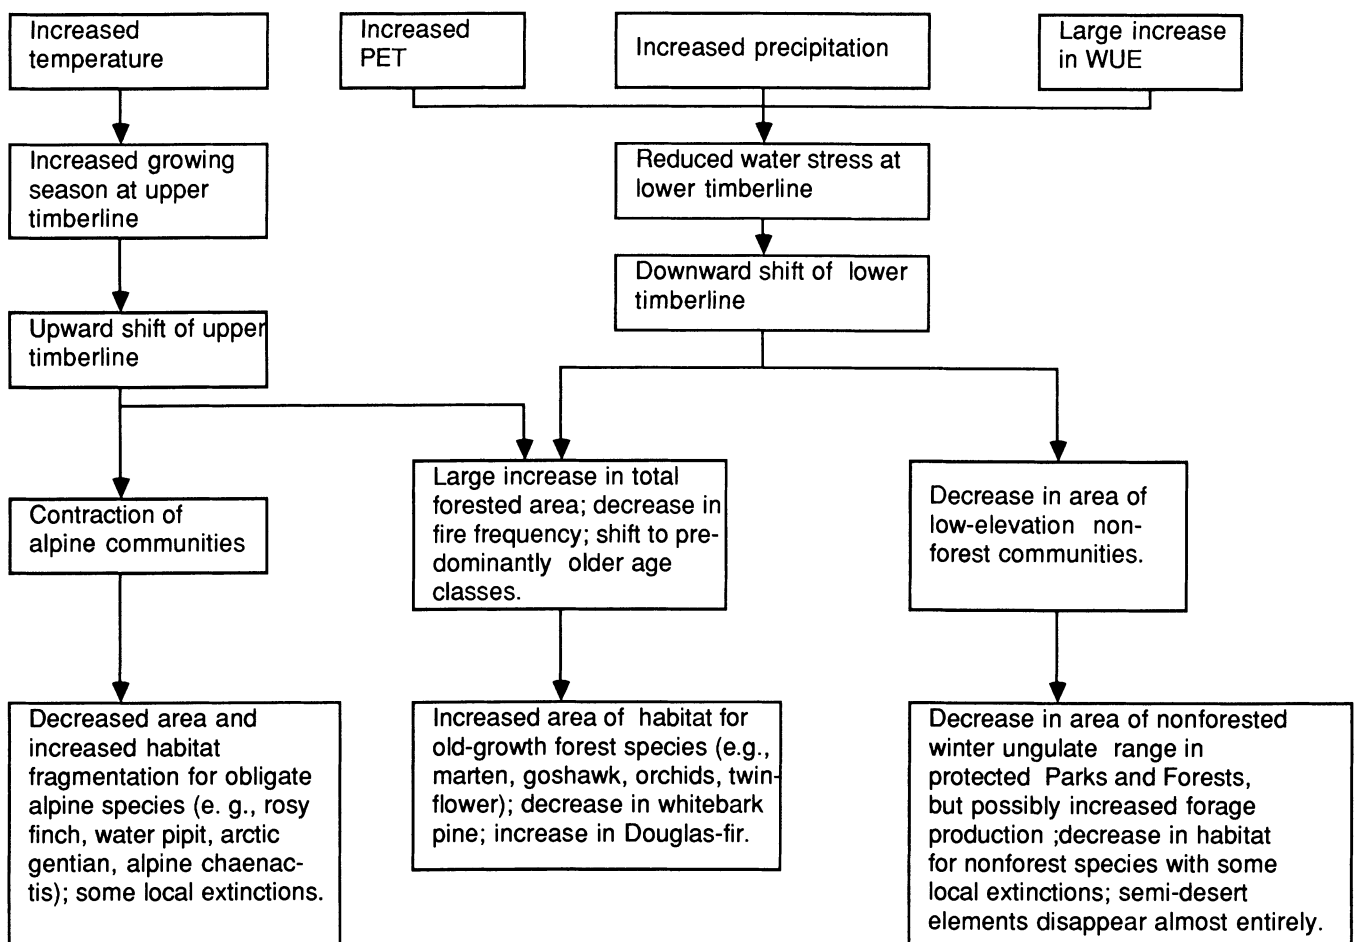 Increased
temperature
Increased
PET
Increased precipitation
Large increase
in WUE
Increased growing
season at upper
timberline
Reduced water stress at
lower timberline
Downward shift of lower
timberline
Upward shift of upper
timberline
Contraction of
alpine communities
Large increase in total
forested area; decrease in
fire frequency; shift to pre-
dominantly older age
classes.
Decrease in area of
low-elevation non-
forest communities.
Decreased area and
increased habitat
fragmentation for obligate
alpine species (e. g., rosy
finch, water pipit, arctic
gentian, alpine chaenac-
tis); some local extinctions.
Increased area of habitat for
old-growth forest species (e.g.,
marten, goshawk, orchids, twin-
flower); decrease in whitebark
pine; increase in Douglas-fir.
Decrease in area of nonforested
winter ungulate range in
protected Parks and Forests,
but possibly increased forage
production ;decrease in habitat
for nonforest species with some
local extinctions; semi-desert
elements disappear almost entirely.